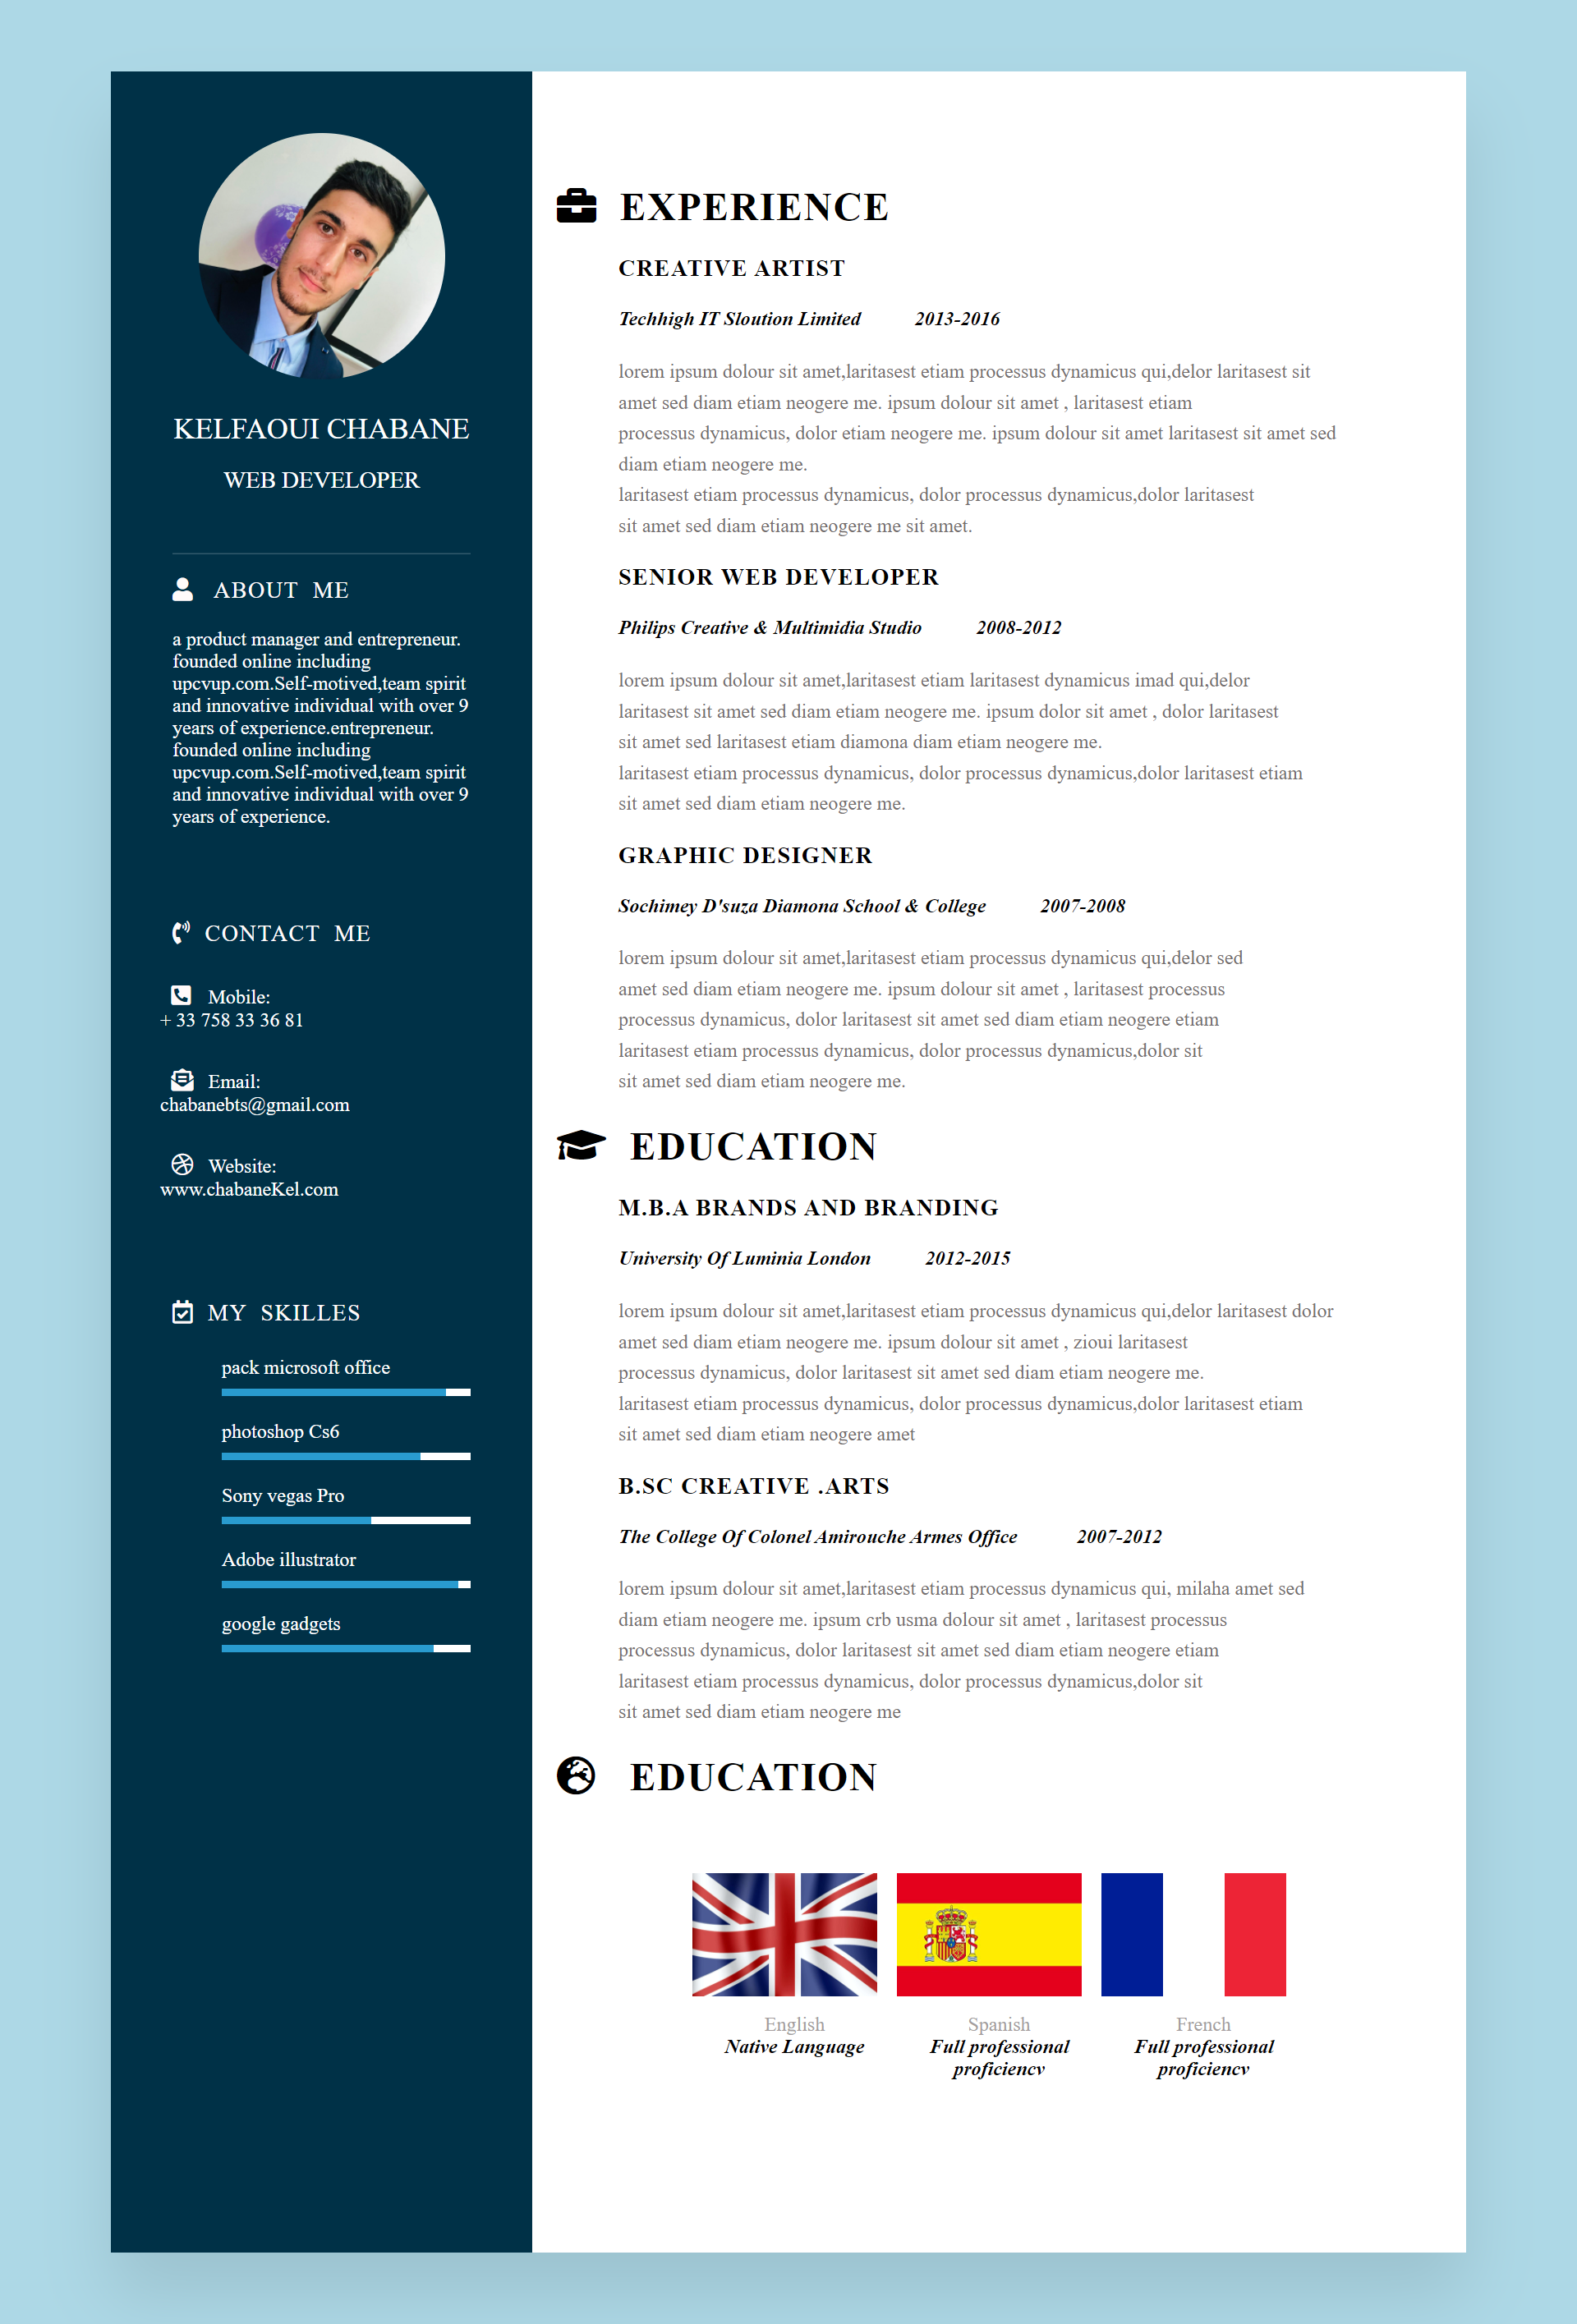 KELFAOUI CHABANE
WEB DEVELOPER
ABOUT ME
a product manager and entrepreneur.
founded online including
upcvup.com.Self-motived,team spirit
and innovative individual with over 9
years of experience.entrepreneur.
founded online including
upcvup.com.Self-motived,team spirit
and innovative individual with over 9
years of experience.
CONTACT ME
Mobile:
+ 33 758 33 36 81
Email:
chabanebts@gmail.com
Website:
www.chabaneKel.com
MY SKILLES
pack microsoft office
photoshop Cs6
Sony vegas Pro
Adobe illustrator
google gadgets
EXPERIENCE
CREATIVE ARTIST
Techhigh IT Sloution Limited 2013-2016
lorem ipsum dolour sit amet,laritasest etiam processus dynamicus qui,delor laritasest sit
amet sed diam etiam neogere me. ipsum dolour sit amet , laritasest etiam
processus dynamicus, dolor etiam neogere me. ipsum dolour sit amet laritasest sit amet sed
diam etiam neogere me.
laritasest etiam processus dynamicus, dolor processus dynamicus,dolor laritasest
sit amet sed diam etiam neogere me sit amet.
SENIOR WEB DEVELOPER
Philips Creative & Multimidia Studio 2008-2012
lorem ipsum dolour sit amet,laritasest etiam laritasest dynamicus imad qui,delor
laritasest sit amet sed diam etiam neogere me. ipsum dolor sit amet , dolor laritasest
sit amet sed laritasest etiam diamona diam etiam neogere me.
laritasest etiam processus dynamicus, dolor processus dynamicus,dolor laritasest etiam
sit amet sed diam etiam neogere me.
GRAPHIC DESIGNER
Sochimey D'suza Diamona School & College 2007-2008
lorem ipsum dolour sit amet,laritasest etiam processus dynamicus qui,delor sed
amet sed diam etiam neogere me. ipsum dolour sit amet , laritasest processus
processus dynamicus, dolor laritasest sit amet sed diam etiam neogere etiam
laritasest etiam processus dynamicus, dolor processus dynamicus,dolor sit
sit amet sed diam etiam neogere me.
EDUCATION
M.B.A BRANDS AND BRANDING
University Of Luminia London 2012-2015
lorem ipsum dolour sit amet,laritasest etiam processus dynamicus qui,delor laritasest dolor
amet sed diam etiam neogere me. ipsum dolour sit amet , zioui laritasest
processus dynamicus, dolor laritasest sit amet sed diam etiam neogere me.
laritasest etiam processus dynamicus, dolor processus dynamicus,dolor laritasest etiam
sit amet sed diam etiam neogere amet
B.SC CREATIVE .ARTS
The College Of Colonel Amirouche Armes Office 2007-2012
lorem ipsum dolour sit amet,laritasest etiam processus dynamicus qui, milaha amet sed
diam etiam neogere me. ipsum crb usma dolour sit amet , laritasest processus
processus dynamicus, dolor laritasest sit amet sed diam etiam neogere etiam
laritasest etiam processus dynamicus, dolor processus dynamicus,dolor sit
sit amet sed diam etiam neogere me
EDUCATION
English
Native Language
Spanish
Full professional
proficiency
French
Full professional
proficiency